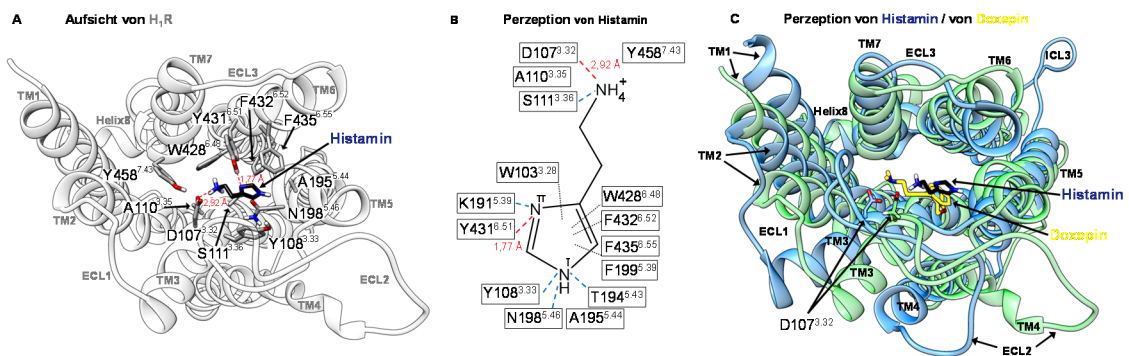 A Aufsicht von H1R
TM7
ECL3
TM6
TM1
F432 6.52
Y431 6.51
F435 6.55
Helix8
W428 6.48
Histamin
Y458 7.43
1,77 Å
A195 5.44
A110 3.35
2,92 Å
N198 5.46
TM5
TM2
D107 3.32
Y108 3.33
S111 3.36
ECL1
TM3
ECL2
TM4
B Perzeption von Histamin
D107 3.32
Y458 7.43
2,92 Å
A110 3.35
NH4+
S111 3.36
W103 3.28
K191 5.39
N π
W428 6.48
Y431 6.51
F432 6.52
1,77 Å
F435 6.55
N τ
H
F199 5.39
Y108 3.33
T194 5.43
N198 5.46
A195 5.44
C Perzeption von Histamin / von Doxepin
TM1
TM7
ECL3
ICL3
TM6
Helix8
TM2
TM5
Histamin
Doxepin
ECL1
TM3
TM3
TM4
D107 3.32
TM4
ECL2